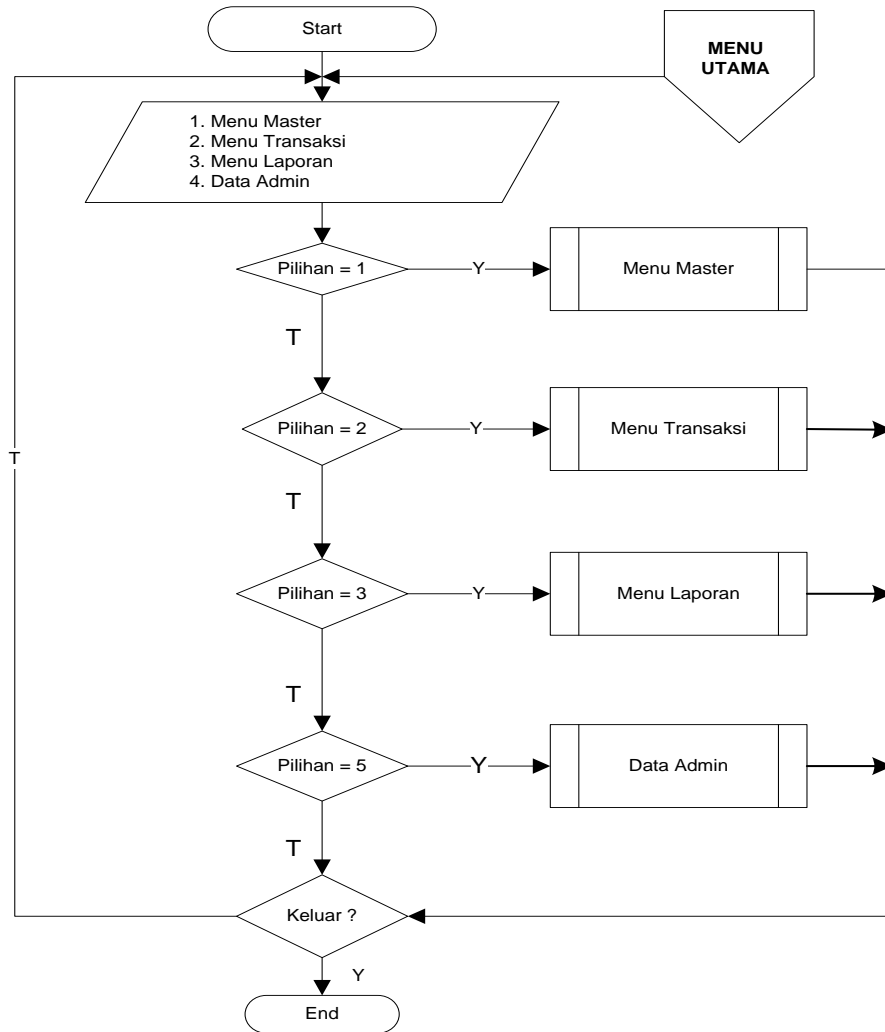 Start
MENU
UTAMA
1. Menu Master
2. Menu Transaksi
3. Menu Laporan
4. Data Admin
Pilihan = 1
Y
Menu Master
T
Pilihan = 2
Y
Menu Transaksi
T
T
Pilihan = 3
Y
Menu Laporan
T
Pilihan = 5
Y
Data Admin
T
Keluar ?
Y
End